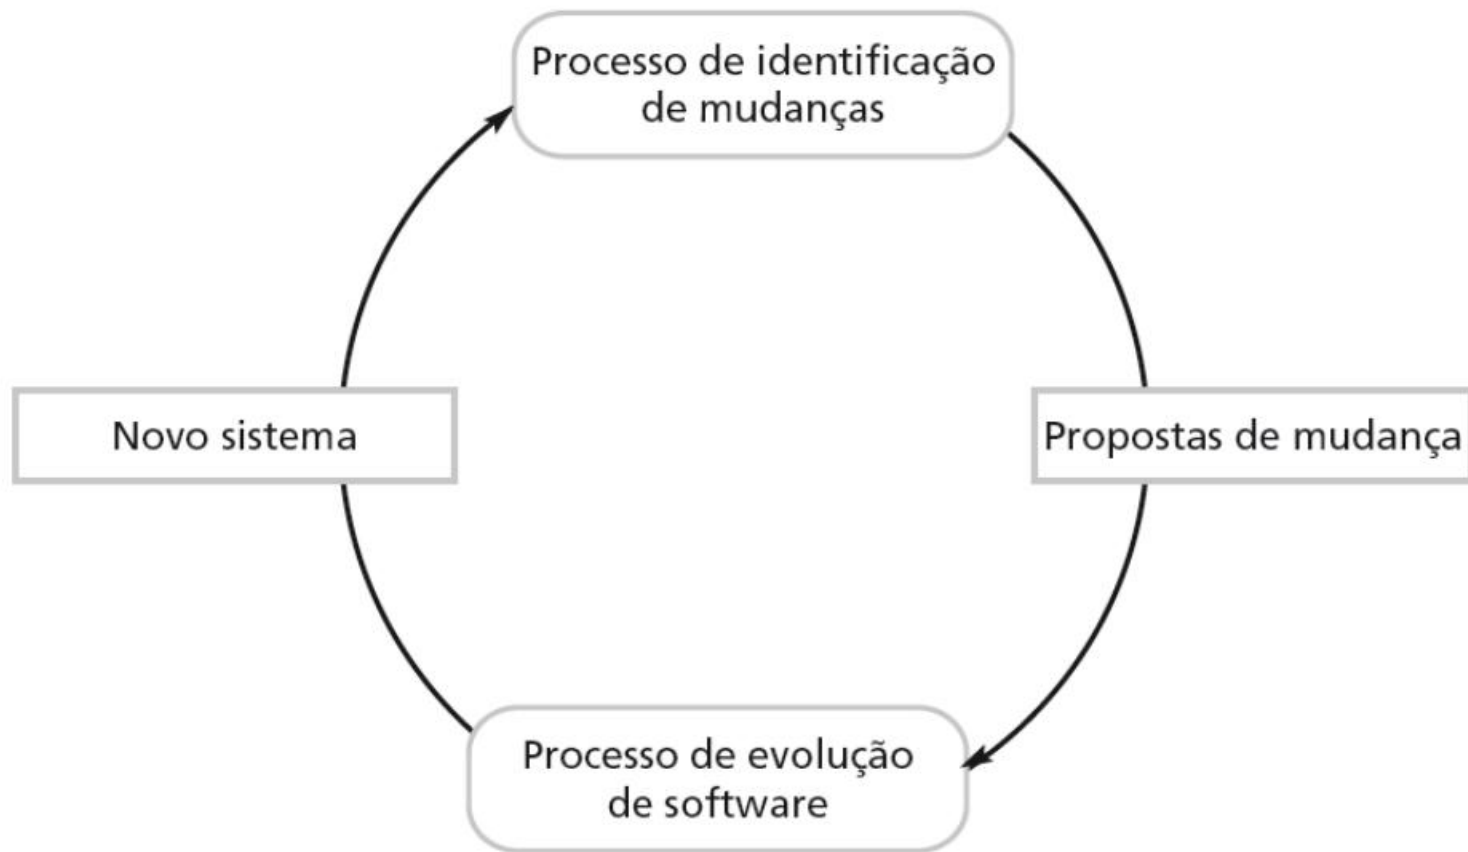 Processo de identificação
de mudanças
Novo sistema
Propostas de mudança
Processo de evolução
de software